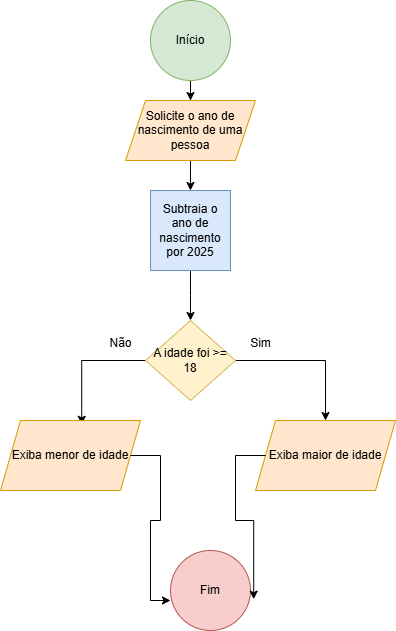 Início
Solicite o ano de
nascimento de uma
pessoa
Subtraia o
ano de
nascimento
por 2025
Não
Sim
A idade foi >=
18
Exiba menor de idade
Exiba maior de idade
Fim